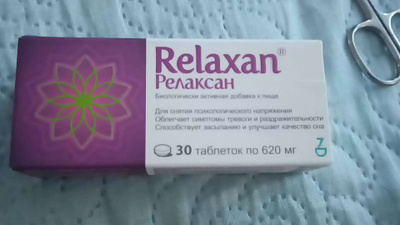 Relaxan®
Релаксан
Биологически активная добавка к пище
Для снятия психологического напряжения
Облегчает симптомы тревоги и раздражительности
Способствует засыпанию и улучшает качество сна
30 таблеток по 620 мг